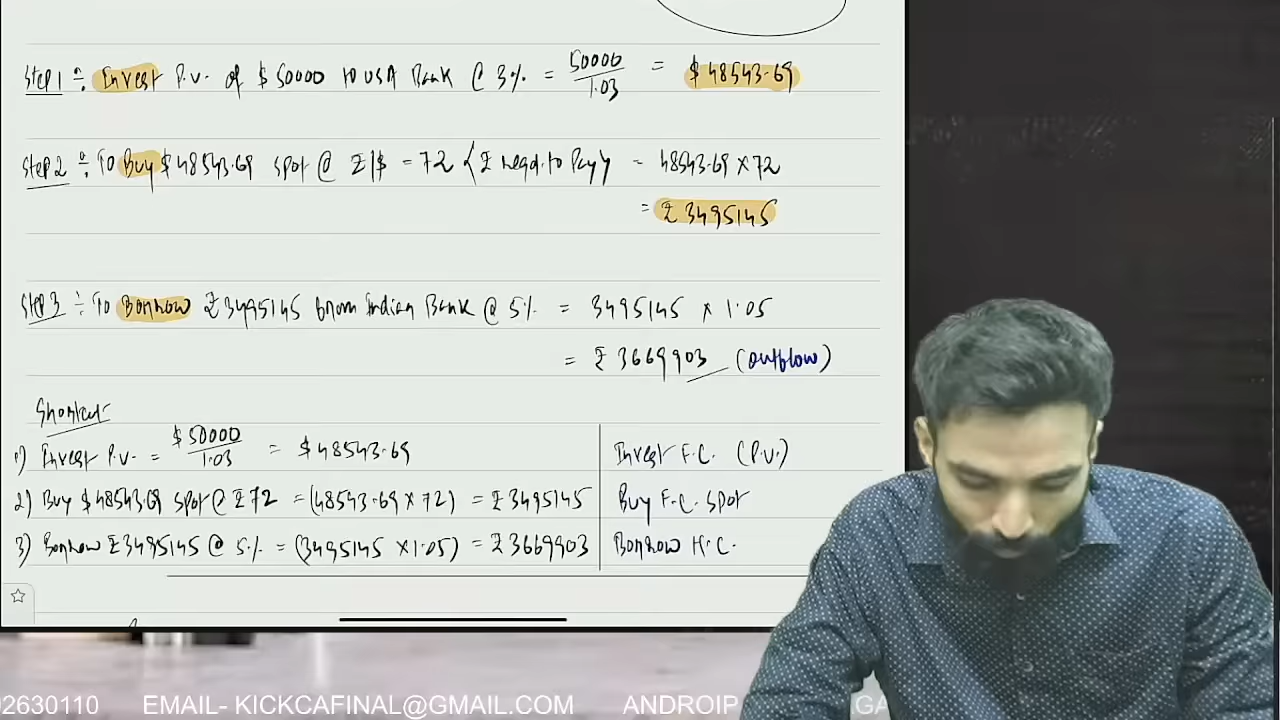 Step 1 :- Invest P.V. of $ 50000 to USA Bank @ 3% = 50000 / 1.03 = $ 48543.69
Step 2 :- To Buy $ 48543.69 spot @ ₹/$ = 72 {₹ reqd. to Pay} = 48543.69 x 72
= ₹ 3495145
Step 3 :- To Borrow ₹ 3495145 from Indian Bank @ 5% = 3495145 x 1.05
= ₹ 3669903 (outflow)
Shortcut
1) Invest P.V. = $ 50000 / 1.03 = $ 48543.69
Invest F.C. (P.V.)
2) Buy $ 48543.69 spot @ ₹ 72 = (48543.69 x 72) = ₹ 3495145
Buy F.C. spot
3) Borrow ₹ 3495145 @ 5% = (3495145 x 1.05) = ₹ 3669903
Borrow H.C.
02630110 EMAIL- KICKCAFINAL@GMAIL.COM ANDROIP GA